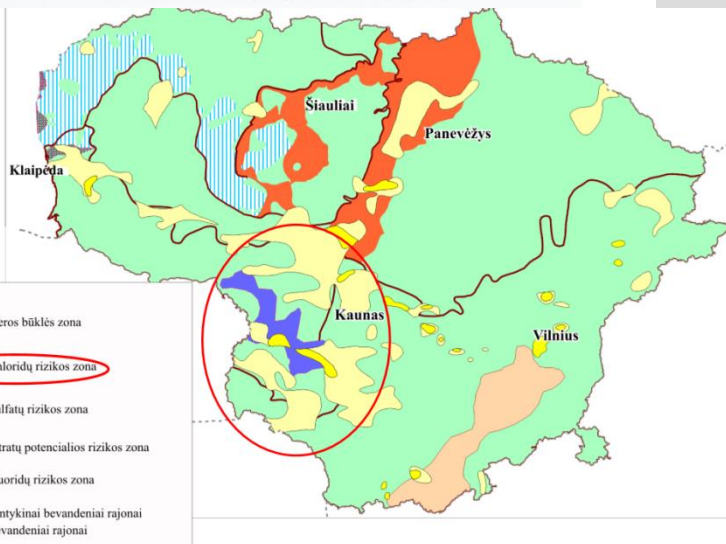 Šiauliai
Panevėžys
Klaipėda
Kaunas
Vilnius
eros būklės zona
hloridų rizikos zona
lfatų rizikos zona
tratų potencialios rizikos zona
uoridų rizikos zona
ntykinai bevandeniai rajonai
evandeniai rajonai